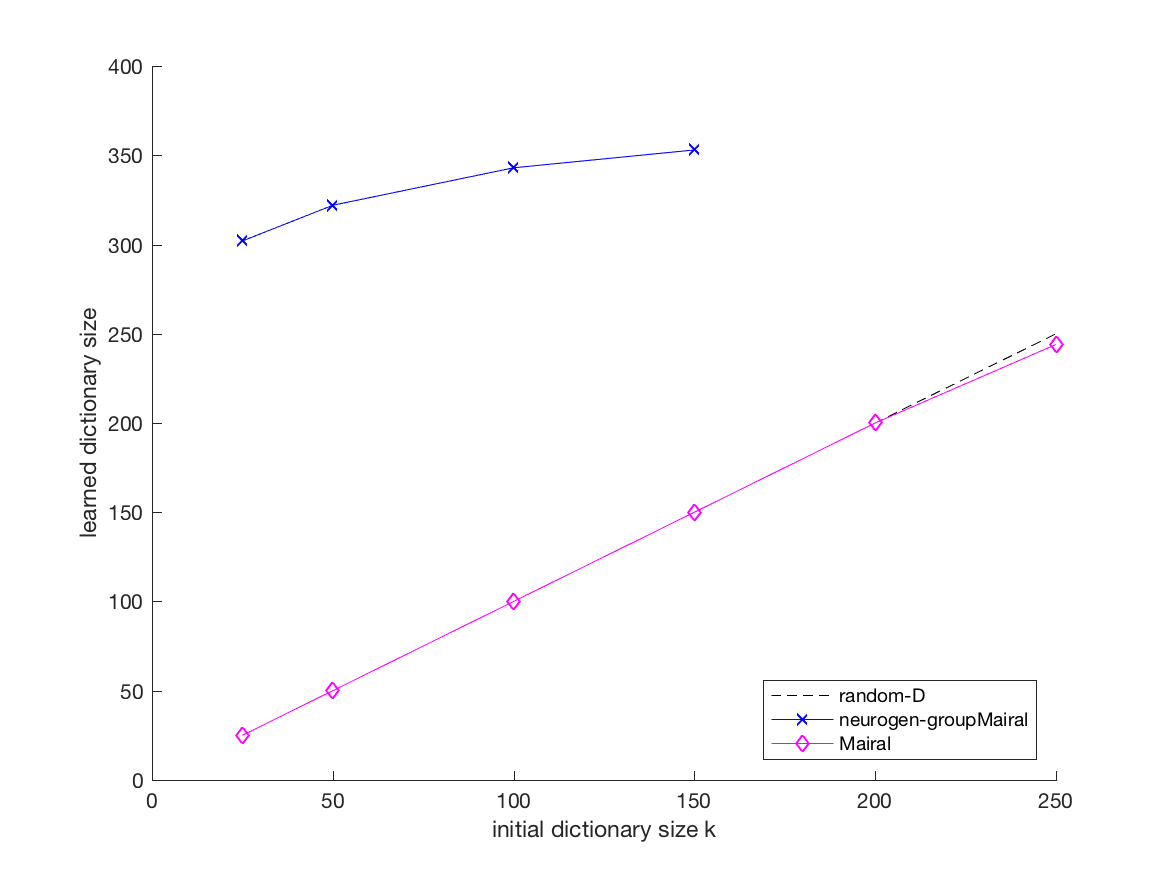 400
350
300
250
200
150
100
50
0
learned dictionary size
random-D
neurogen-groupMairal
Mairal
0 50 100 150 200 250
initial dictionary size k